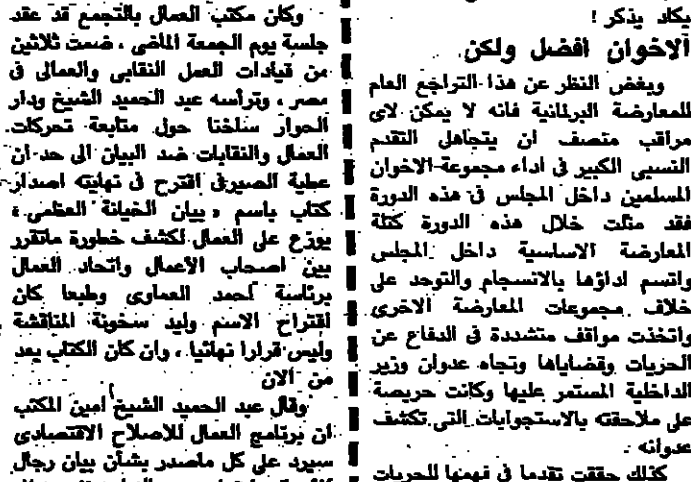 يكاد يذكر !
الاخوان افضل ولكن
ويغض النظر عن هذا التراجع العام
للمعارضة البرلمانية فانه لا يمكن لاى
مراقب منصف ان يتجاهل التقدم
النسبى الكبير فى اداء مجموعة الاخوان
المسلمين داخل المجلس فى هذه الدورة
فقد مثلت خلال هذه الدورة كتلة
المعارضة الاساسية داخل المجلس
واتسم اداؤها بالانسجام والتوحد على
خلاف مجموعات المعارضة الاخرى
واتخذت مواقف متشددة فى الدفاع عن
الحريات وقضاياها وتجاه عدوان وزير
الداخلية المستمر عليها وكانت حريصة
على ملاحقته بالاستجوابات التى تكشف
عدوانه .
كذلك حققت تقدما فى فهمها للحريات
وكان مكتب العمال بالتجمع قد عقد
جلسة يوم الجمعة الماضى ، ضمت ثلاثين
من قيادات العمل النقابى والعمالى فى
مصر ، وترأسه عبد الحميد الشيخ ودار
الحوار ساخنا حول متابعة تحركات
العمال والنقابات ضد البيان الى حد ان
عطية الصيرفى اقترح فى نهايته اصدار
كتاب باسم « بيان الخيانة العظمى »
يوزع على العمال لكشف خطورة ماتقرر
بين اصحاب الأعمال واتحاد العمال
برئاسة احمد العماوى وطبعا كان
اقتراح الاسم وليد سخونة المناقشة
وليس قرارا نهائيا ، وان كان الكتاب يعد
من الان
وقال عبد الحميد الشيخ امين المكتب
ان برنامج العمال للاصلاح الاقتصادى
سيرد على كل ماصدر بشأن بيان رجال